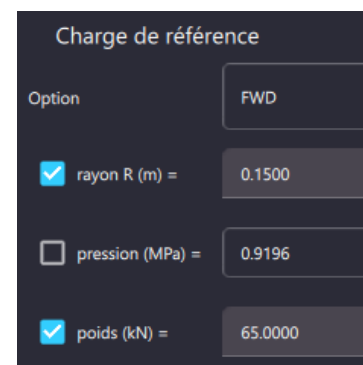 Charge de référence
Option FWD
rayon R (m) = 0.1500
pression (MPa) = 0.9196
poids (kN) = 65.0000